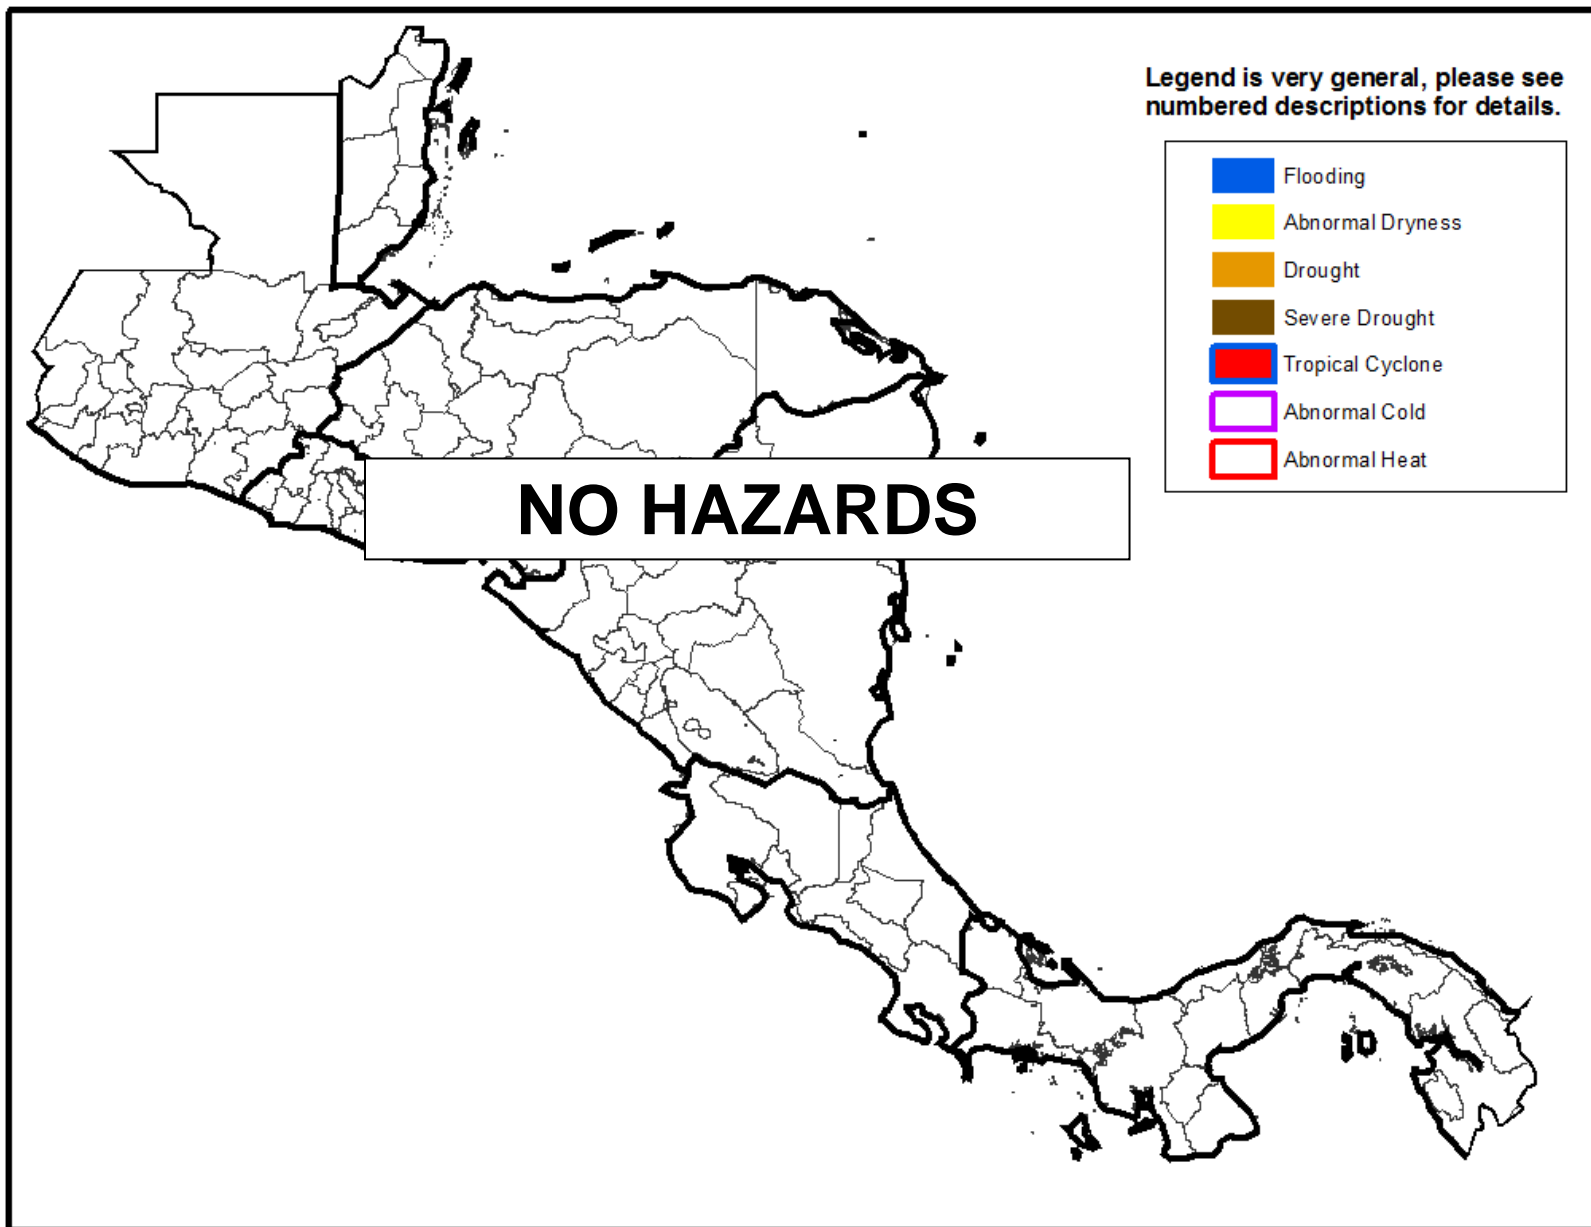 Legend is very general, please see
numbered descriptions for details.
Flooding
Abnormal Dryness
Drought
Severe Drought
Tropical Cyclone
Abnormal Cold
Abnormal Heat
NO HAZARDS